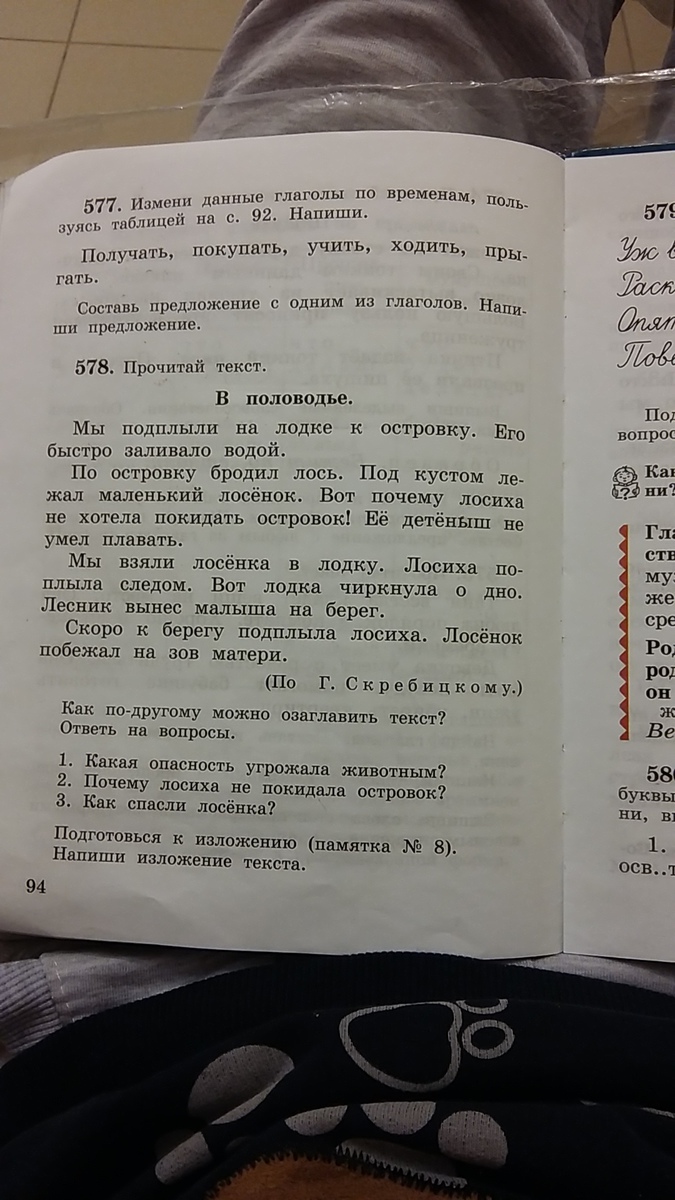 577. Измени данные глаголы по временам, поль-
зуясь таблицей на с. 92. Напиши.
Получать, покупать, учить, ходить, пры-
гать.
Составь предложение с одним из глаголов. Напи-
ши предложение.
578. Прочитай текст.
В половодье.
Мы подплыли на лодке к островку. Его
быстро заливало водой.
По островку бродил лось. Под кустом ле-
жал маленький лосёнок. Вот почему лосиха
не хотела покидать островок! Её детёныш не
умел плавать.
Мы взяли лосёнка в лодку. Лосиха по-
плыла следом. Вот лодка чиркнула о дно.
Лесник вынес малыша на берег.
Скоро к берегу подплыла лосиха. Лосёнок
побежал на зов матери.
(По Г. Скребицкому.)
Как по-другому можно озаглавить текст?
Ответь на вопросы.
1. Какая опасность угрожала животным?
2. Почему лосиха не покидала островок?
3. Как спасли лосёнка?
Подготовься к изложению (памятка № 8).
Напиши изложение текста.
94
579
Уж в
Раск
Опят
Пове
Под
вопрос
Как
ни?
Гла
ств
муж
же
сре
Род
род
он
ж
Ве
580
буквы
ни, вы
1.
осв..т